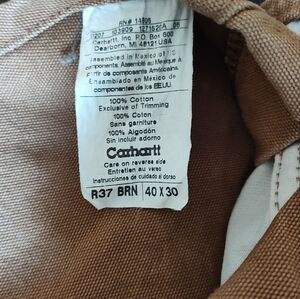 RN# 14806
Carhartt, Inc. P.O. Box 600
Dearborn, MI 48121 USA
Assembled in Mexico of US
components. Assemblé au Mexique à
partir de composants Américains.
Ensamblado en México de
componentes de los EEUU.
100% Cotton
Exclusive of Trimming
100% Coton
Sans garniture
100% Algodón
Sin incluir adorno
Carhartt
Care on reverse side
Entretien au verso
Instrucciones de cuidado al dorso
R37 BRN 40 X 30